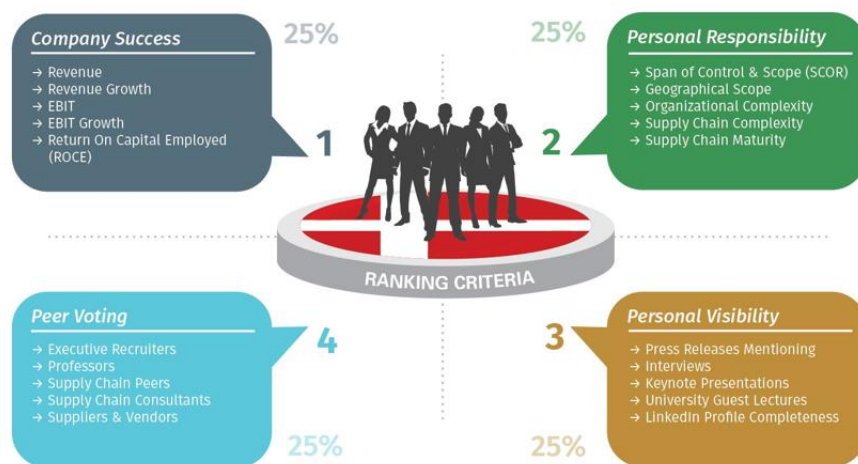 Company Success
→ Revenue
→ Revenue Growth
→ EBIT
→ EBIT Growth
→ Return On Capital Employed
(ROCE)
25%
1
25%
2
Personal Responsibility
→ Span of Control & Scope (SCOR)
→ Geographical Scope
→ Organizational Complexity
→ Supply Chain Complexity
→ Supply Chain Maturity
RANKING CRITERIA
Peer Voting
→ Executive Recruiters
→ Professors
→ Supply Chain Peers
→ Supply Chain Consultants
→ Suppliers & Vendors
4
25%
3
25%
Personal Visibility
→ Press Releases Mentioning
→ Interviews
→ Keynote Presentations
→ University Guest Lectures
→ LinkedIn Profile Completeness